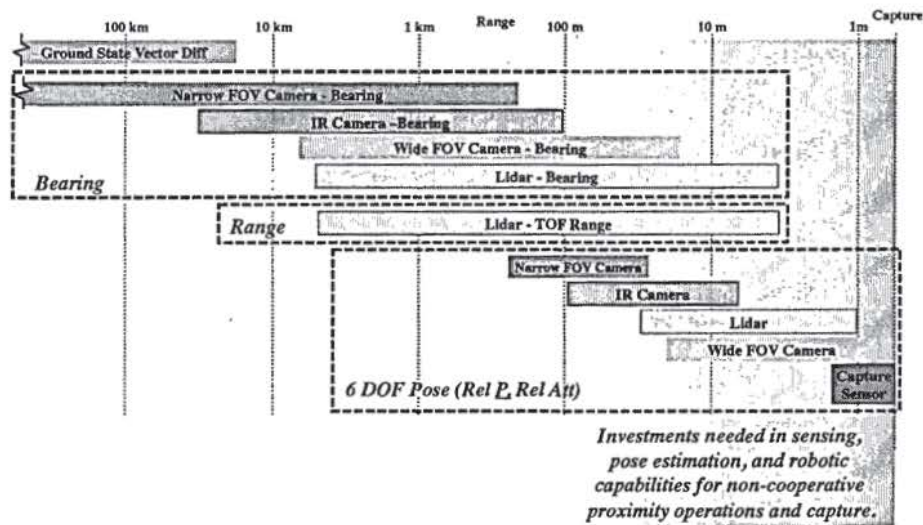 Range
Capture
100 km 10 km 1 km 100 m 10 m 1m
Ground State Vector Diff
Narrow FOV Camera - Bearing
IR Camera -Bearing
Wide FOV Camera - Bearing
Lidar - Bearing
Bearing
Lidar - TOF Range
Range
Narrow FOV Camera
IR Camera
Lidar
Wide FOV Camera
Capture
Sensor
6 DOF Pose (Rel P, Rel Att)
Investments needed in sensing,
pose estimation, and robotic
capabilities for non-cooperative
proximity operations and capture.